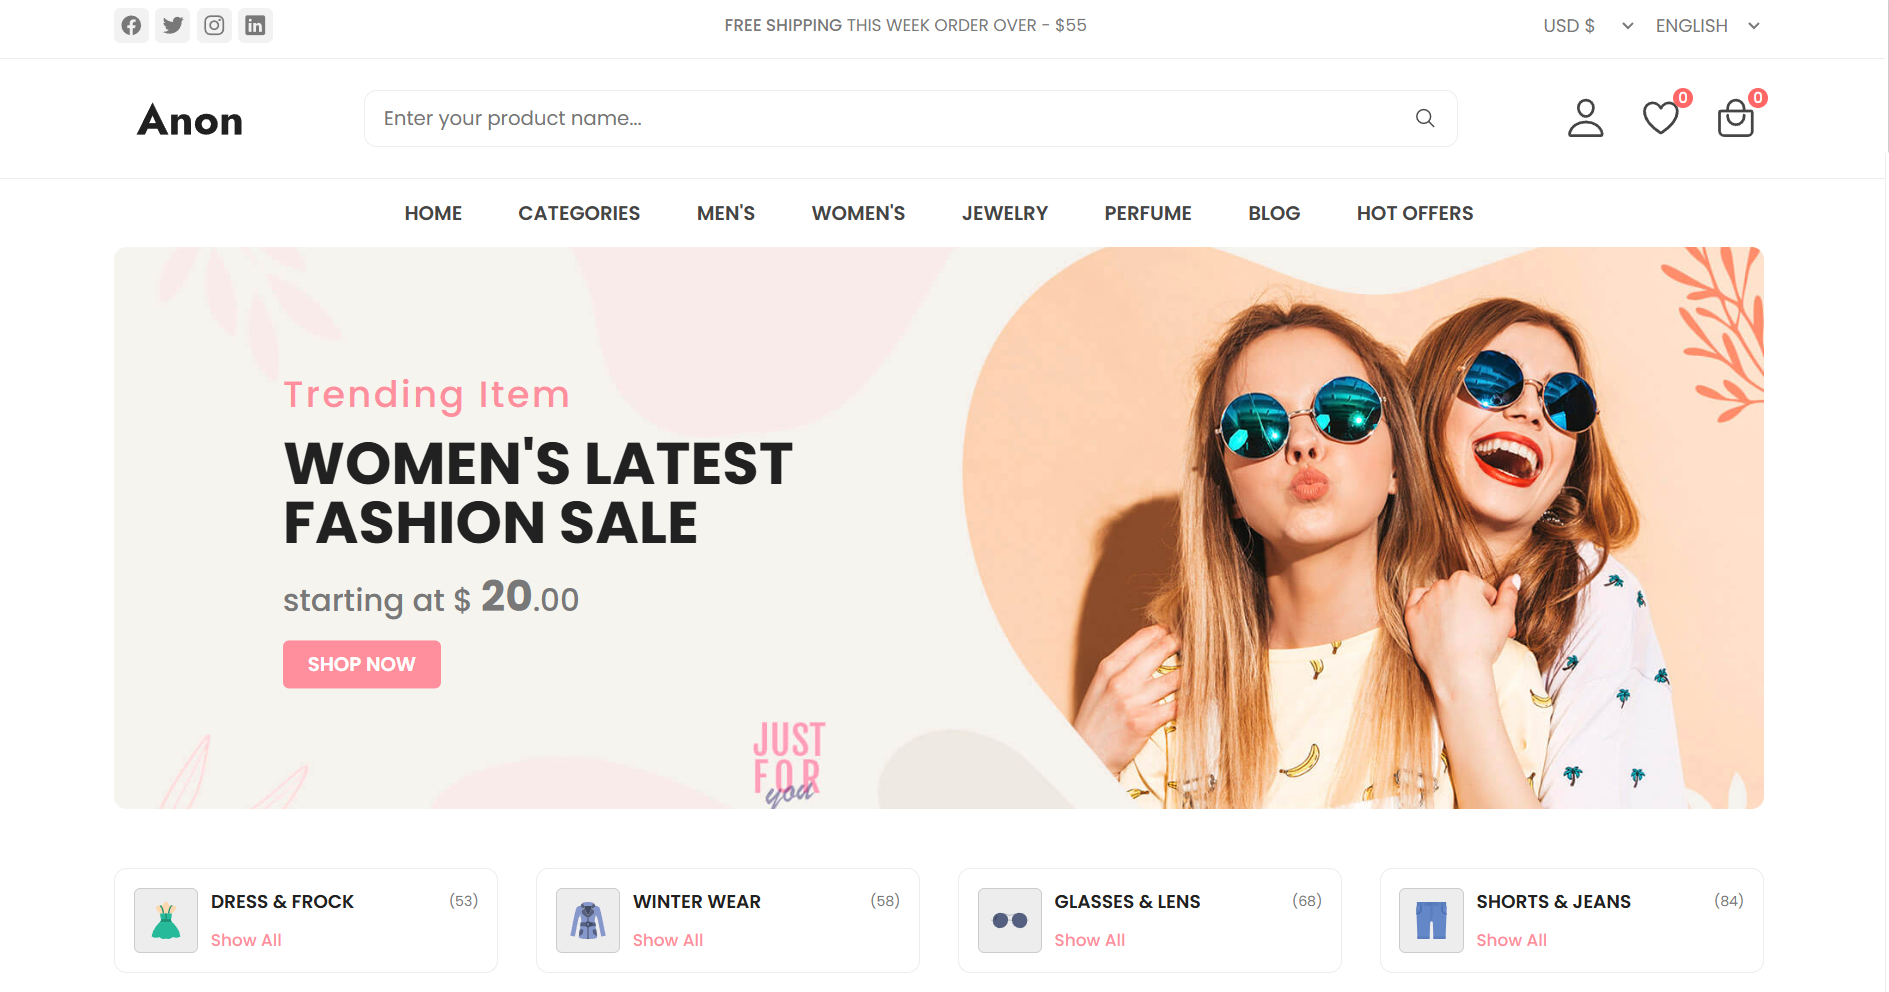 FREE SHIPPING THIS WEEK ORDER OVER - $55
USD $
ENGLISH
Anon
Enter your product name...
0
0
HOME
CATEGORIES
MEN'S
WOMEN'S
JEWELRY
PERFUME
BLOG
HOT OFFERS
Trending Item
WOMEN'S LATEST
FASHION SALE
starting at $ 20.00
SHOP NOW
JUST
FOR
you
DRESS & FROCK
(53)
Show All
WINTER WEAR
(58)
Show All
GLASSES & LENS
(68)
Show All
SHORTS & JEANS
(84)
Show All